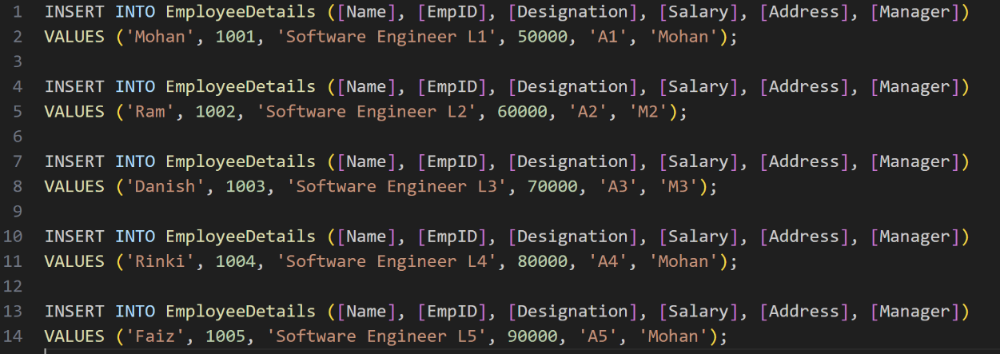 1 INSERT INTO EmployeeDetails ([Name], [EmpID], [Designation], [Salary], [Address], [Manager])
2 VALUES ('Mohan', 1001, 'Software Engineer L1', 50000, 'A1', 'Mohan');
3
4 INSERT INTO EmployeeDetails ([Name], [EmpID], [Designation], [Salary], [Address], [Manager])
5 VALUES ('Ram', 1002, 'Software Engineer L2', 60000, 'A2', 'M2');
6
7 INSERT INTO EmployeeDetails ([Name], [EmpID], [Designation], [Salary], [Address], [Manager])
8 VALUES ('Danish', 1003, 'Software Engineer L3', 70000, 'A3', 'M3');
9
10 INSERT INTO EmployeeDetails ([Name], [EmpID], [Designation], [Salary], [Address], [Manager])
11 VALUES ('Rinki', 1004, 'Software Engineer L4', 80000, 'A4', 'Mohan');
12
13 INSERT INTO EmployeeDetails ([Name], [EmpID], [Designation], [Salary], [Address], [Manager])
14 VALUES ('Faiz', 1005, 'Software Engineer L5', 90000, 'A5', 'Mohan');